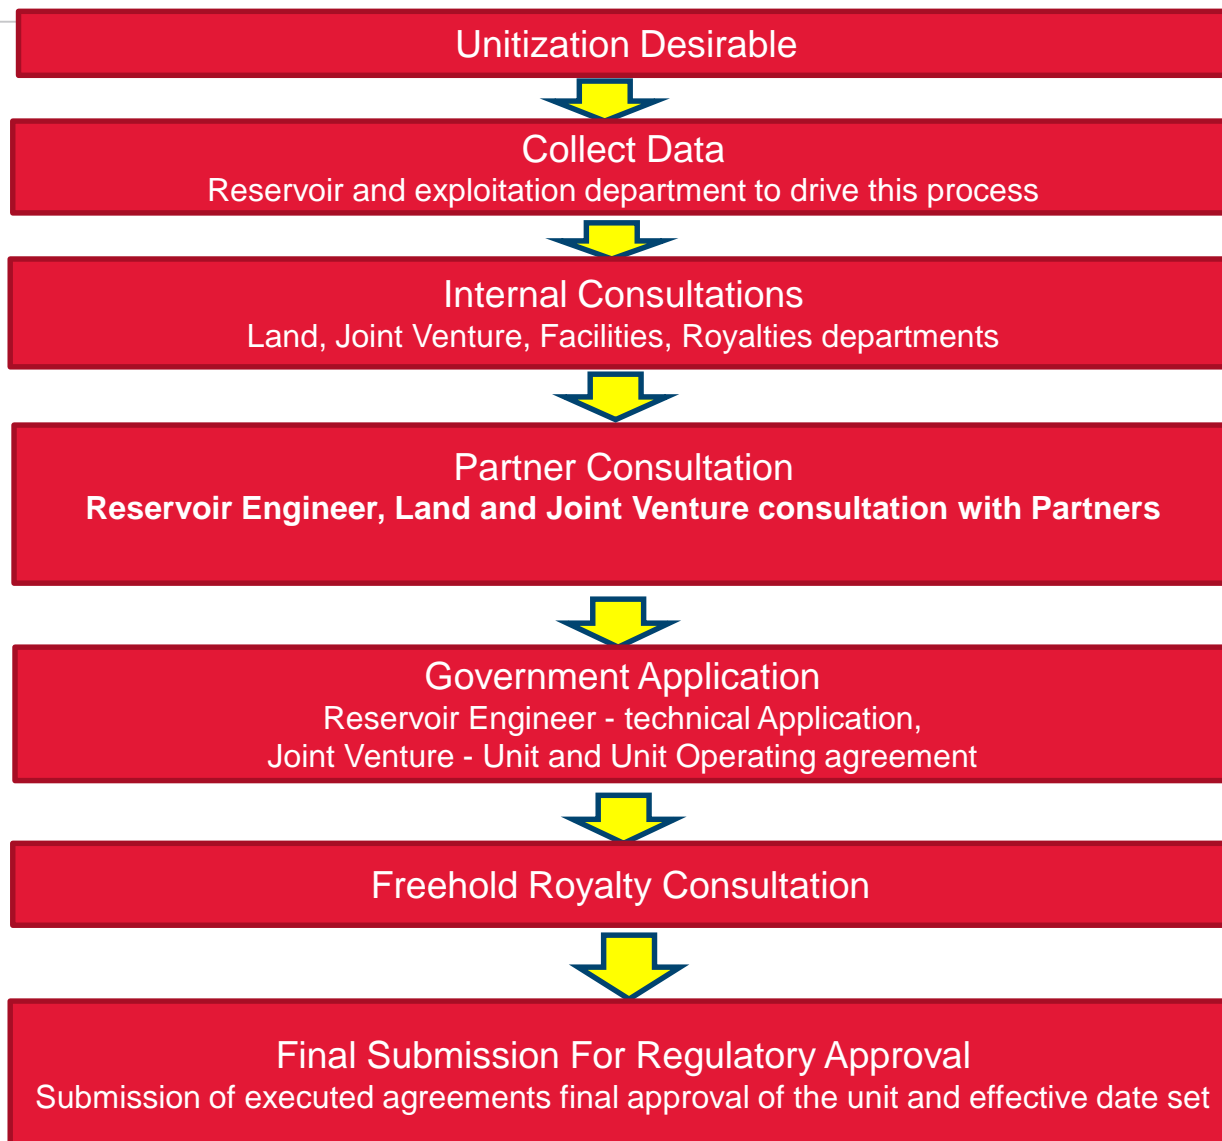 Unitization Desirable
Collect Data
Reservoir and exploitation department to drive this process
Internal Consultations
Land, Joint Venture, Facilities, Royalties departments
Partner Consultation
Reservoir Engineer, Land and Joint Venture consultation with Partners
Government Application
Reservoir Engineer - technical Application,
Joint Venture - Unit and Unit Operating agreement
Freehold Royalty Consultation
Final Submission For Regulatory Approval
Submission of executed agreements final approval of the unit and effective date set